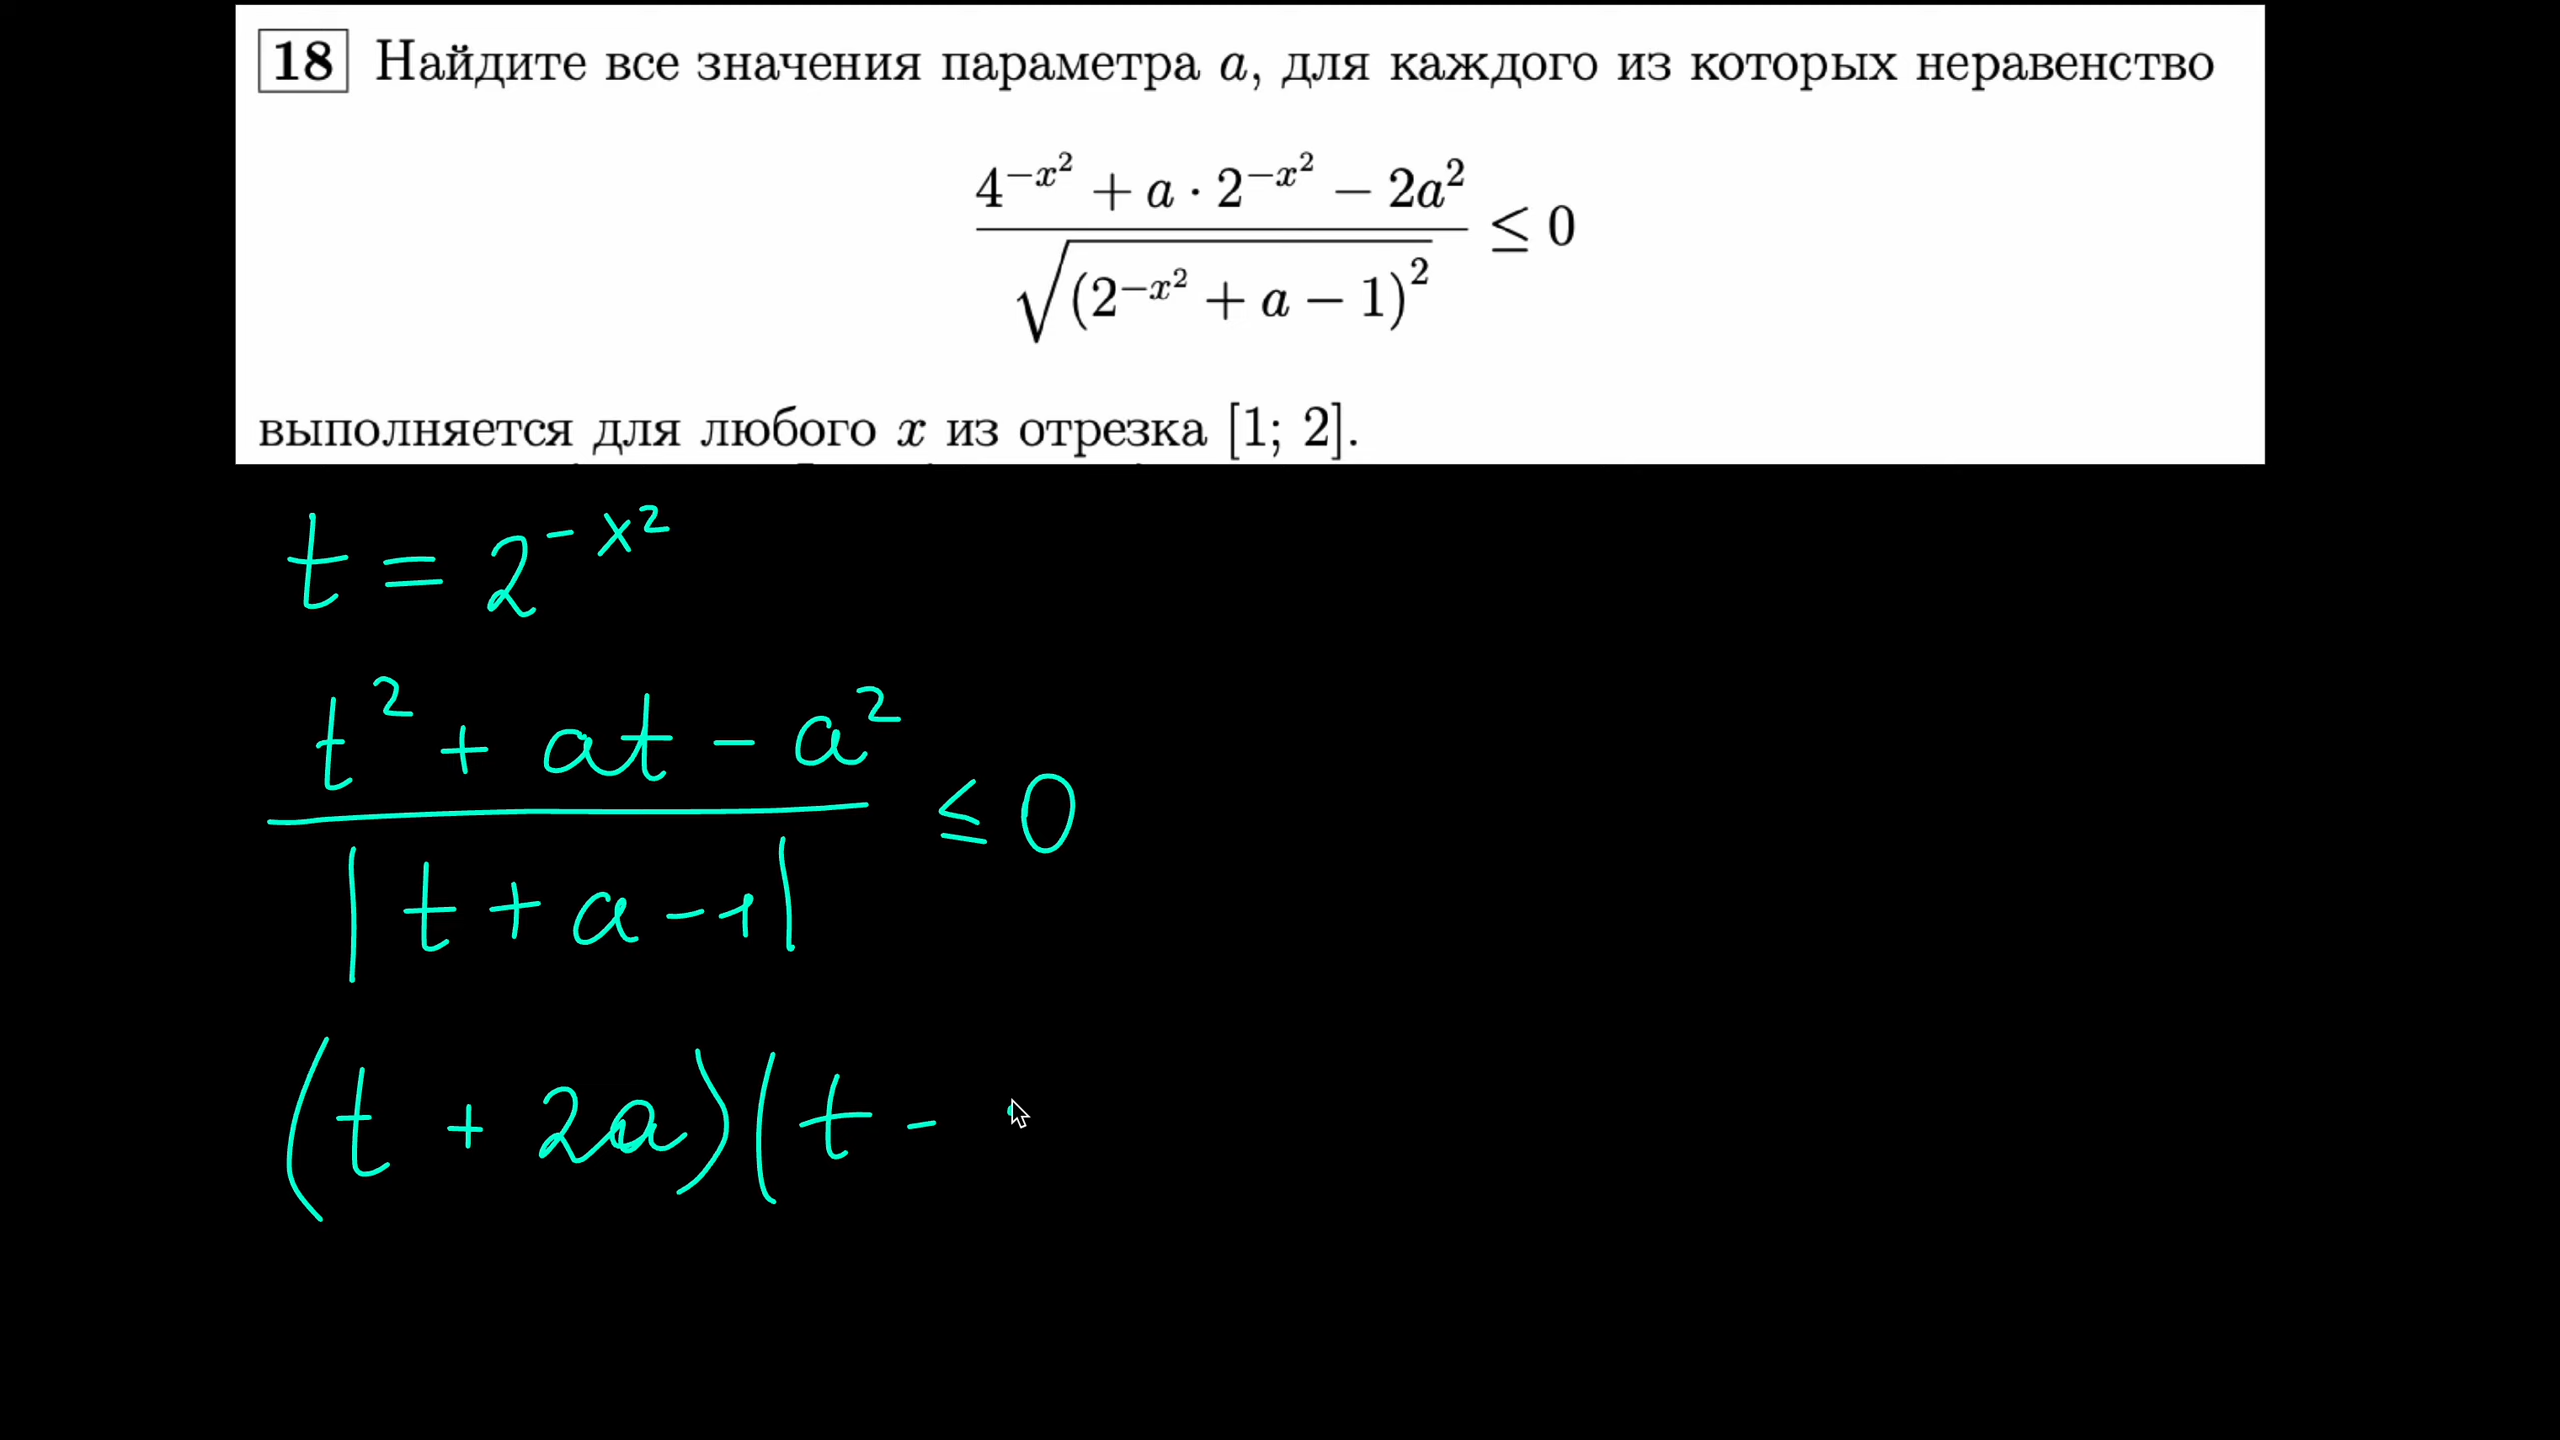 18 Найдите все значения параметра a, для каждого из которых неравенство
4^{-x^2} + a · 2^{-x^2} − 2a^2
√((2^{-x^2} + a − 1)^2)
≤ 0
выполняется для любого x из отрезка [1; 2].
t = 2^{-x^2}
t^2 + at − a^2
|t + a − 1|
≤ 0
(t + 2a)(t −